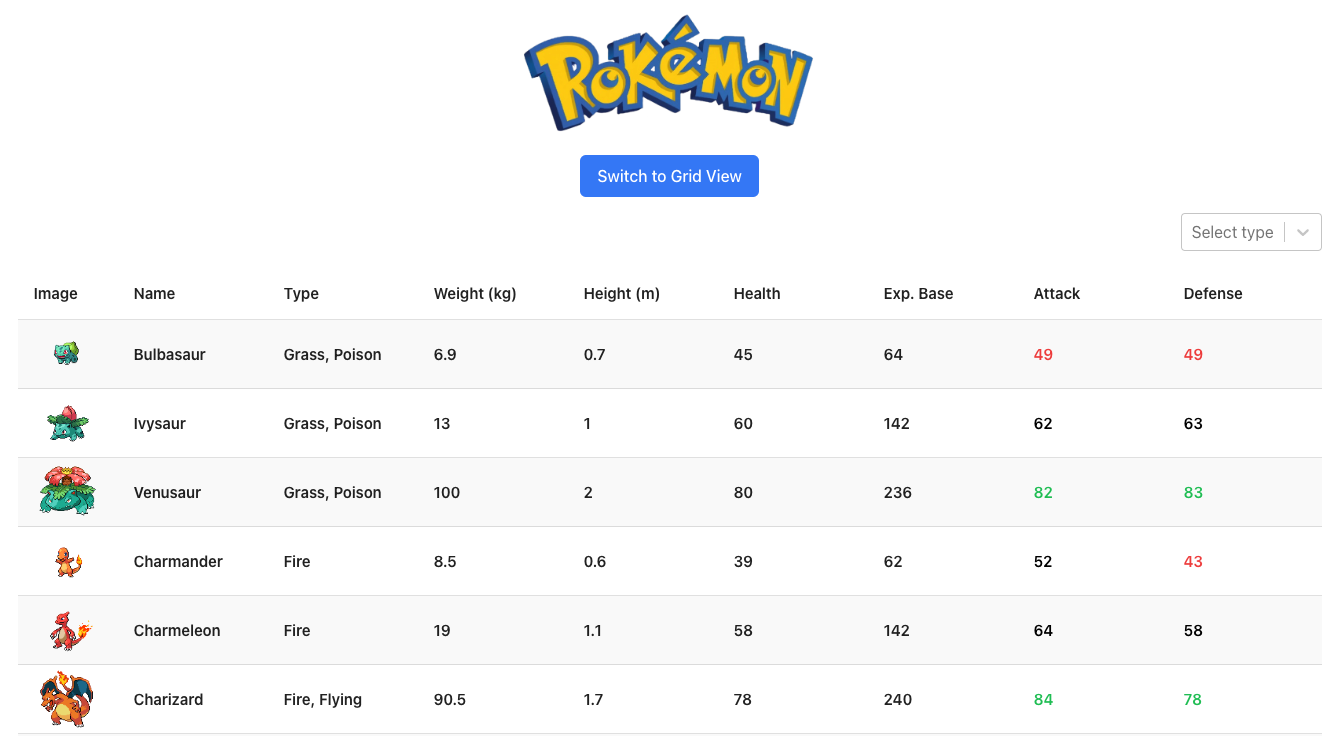 ROKéMON
Switch to Grid View
Select type
Image Name Type Weight (kg) Height (m) Health Exp. Base Attack Defense
Bulbasaur Grass, Poison 6.9 0.7 45 64 49 49
Ivysaur Grass, Poison 13 1 60 142 62 63
Venusaur Grass, Poison 100 2 80 236 82 83
Charmander Fire 8.5 0.6 39 62 52 43
Charmeleon Fire 19 1.1 58 142 64 58
Charizard Fire, Flying 90.5 1.7 78 240 84 78